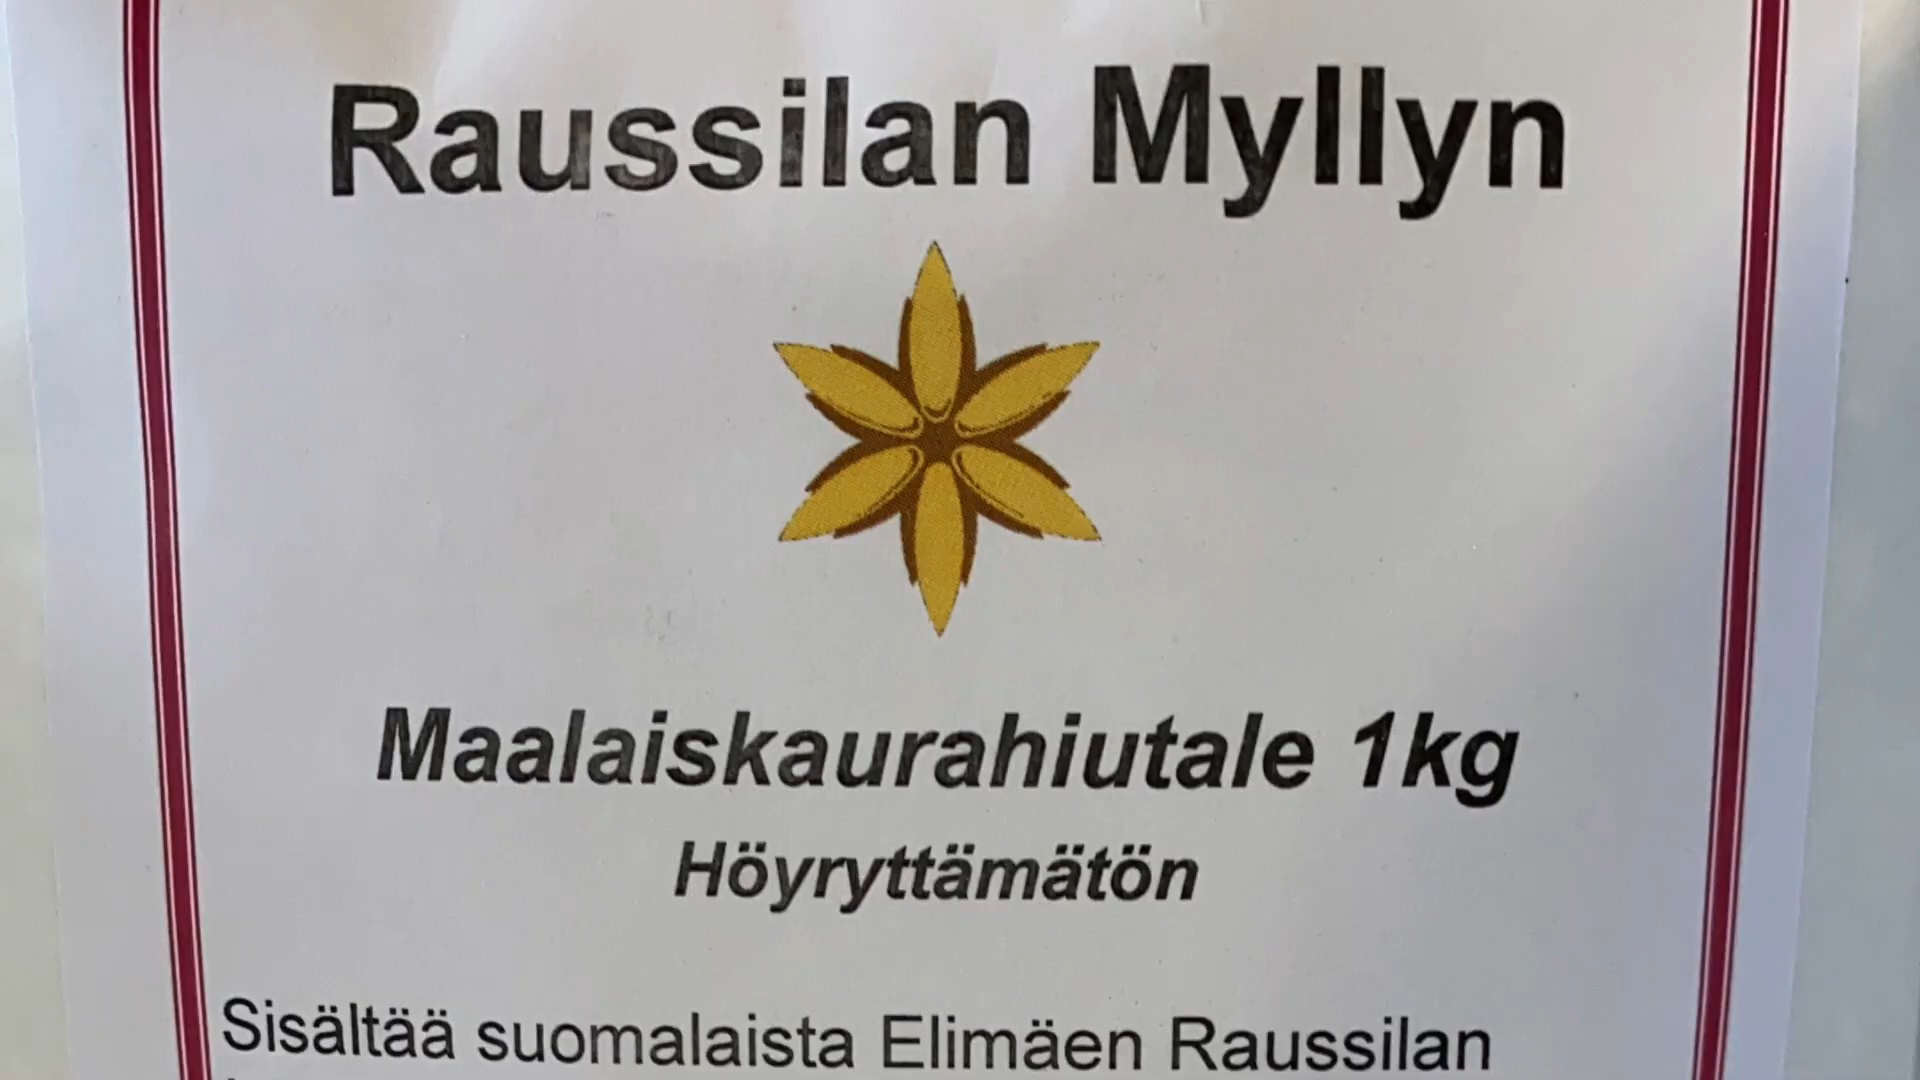 Raussilan Myllyn
Maalaiskaurahiutale 1kg
Höyryttämätön
Sisältää suomalaista Elimäen Raussilan